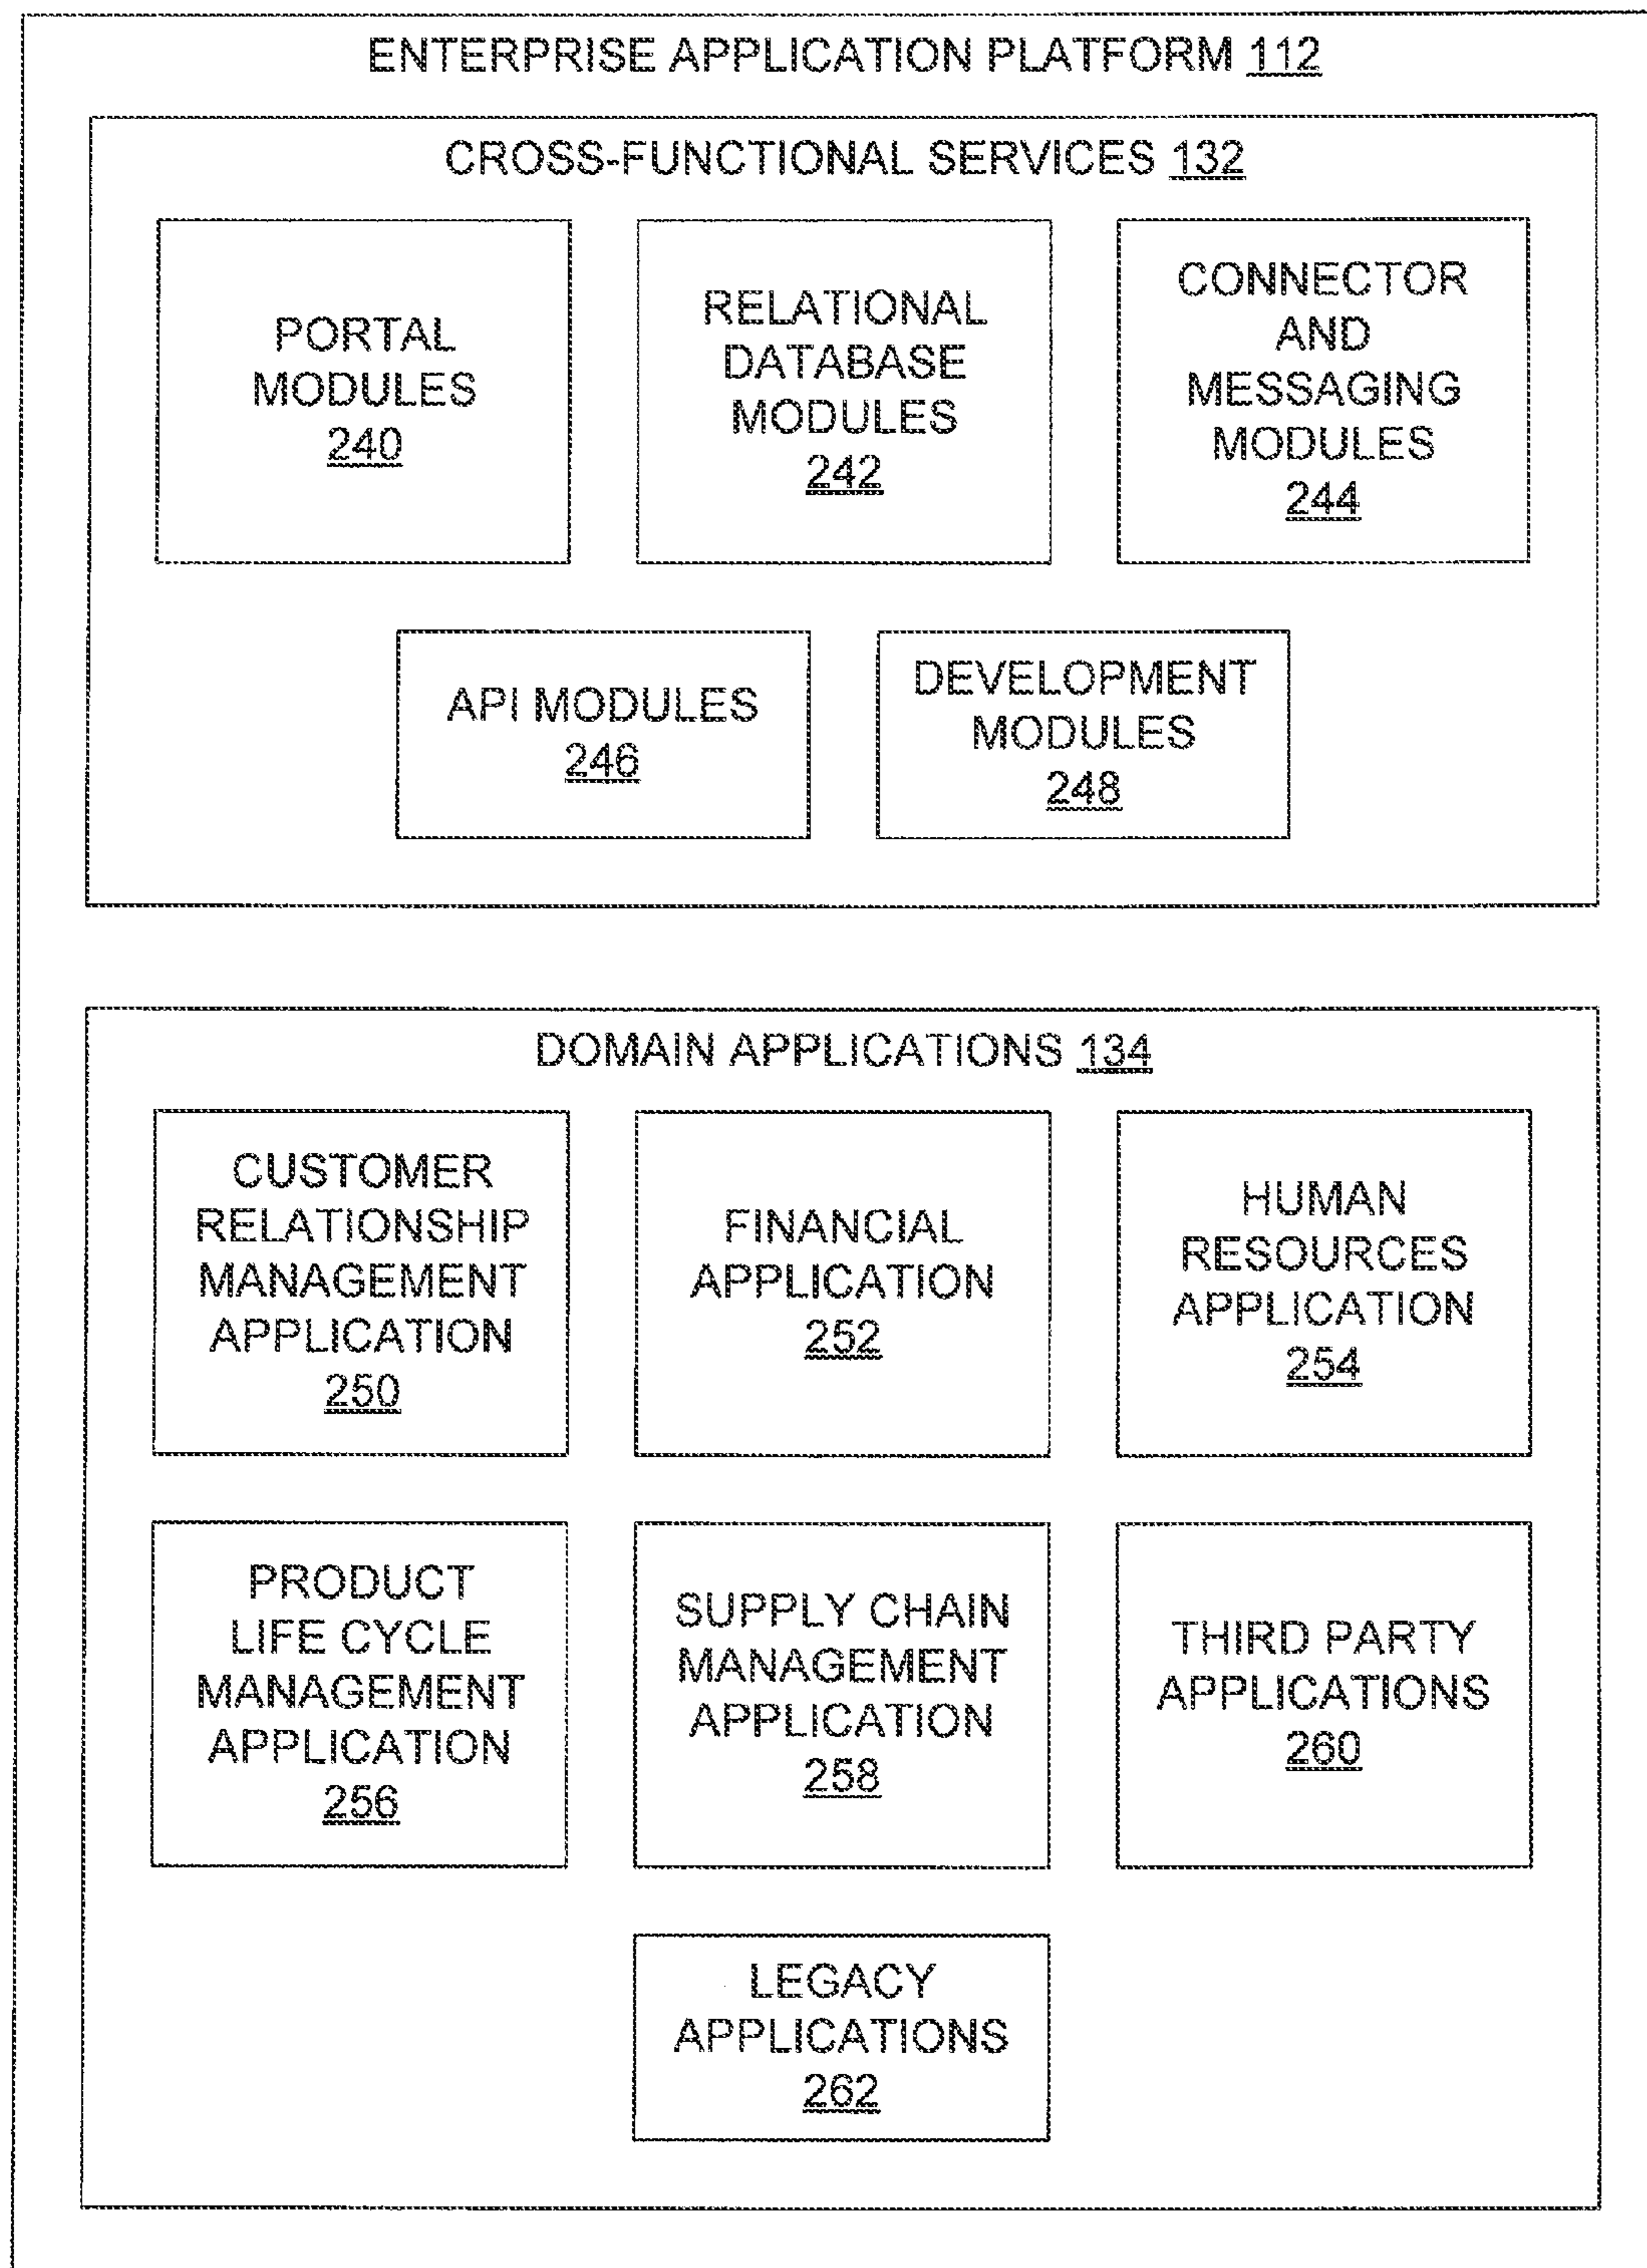 ENTERPRISE APPLICATION PLATFORM 112
CROSS-FUNCTIONAL SERVICES 132
PORTAL
MODULES
240
RELATIONAL
DATABASE
MODULES
242
CONNECTOR
AND
MESSAGING
MODULES
244
API MODULES
246
DEVELOPMENT
MODULES
248
DOMAIN APPLICATIONS 134
CUSTOMER
RELATIONSHIP
MANAGEMENT
APPLICATION
250
FINANCIAL
APPLICATION
252
HUMAN
RESOURCES
APPLICATION
254
PRODUCT
LIFE CYCLE
MANAGEMENT
APPLICATION
256
SUPPLY CHAIN
MANAGEMENT
APPLICATION
258
THIRD PARTY
APPLICATIONS
260
LEGACY
APPLICATIONS
262